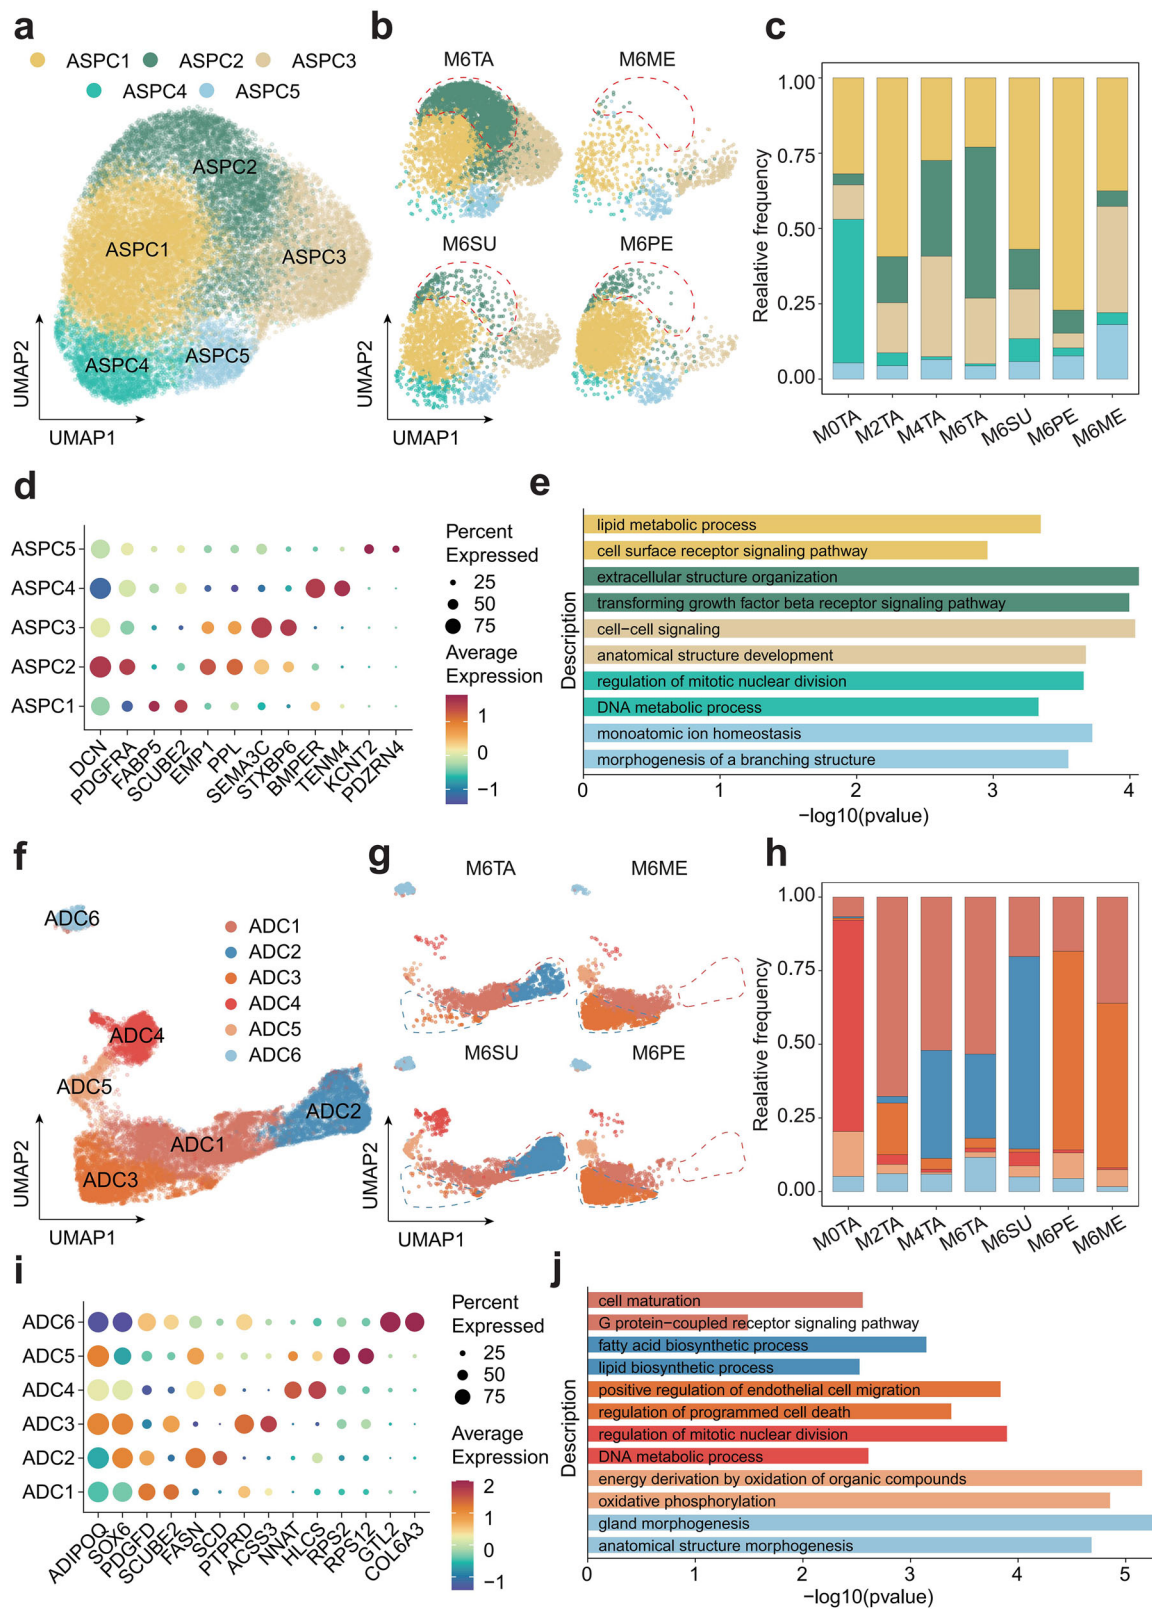 a
ASPC1 ASPC2 ASPC3
ASPC4 ASPC5
ASPC2
ASPC1
ASPC3
ASPC4
ASPC5
UMAP2
UMAP1
b
M6TA M6ME
M6SU M6PE
UMAP2
UMAP1
c
Realative frequency
1.00
0.75
0.50
0.25
0.00
M0TA M2TA M4TA M6TA M6SU M6PE M6ME
d
ASPC5
ASPC4
ASPC3
ASPC2
ASPC1
DCN PDGFRA FABP5 SCUBE2 EMP1 PPL SEMA3C STXBP6 BMPER TENM4 KCNT2 PDZRN4
Percent
Expressed
25
50
75
Average
Expression
1
0
−1
e
Description
lipid metabolic process
cell surface receptor signaling pathway
extracellular structure organization
transforming growth factor beta receptor signaling pathway
cell−cell signaling
anatomical structure development
regulation of mitotic nuclear division
DNA metabolic process
monoatomic ion homeostasis
morphogenesis of a branching structure
0 1 2 3 4
−log10(pvalue)
f
ADC6
ADC4
ADC5
ADC2
ADC1
ADC3
ADC1
ADC2
ADC3
ADC4
ADC5
ADC6
UMAP2
UMAP1
g
M6TA M6ME
M6SU M6PE
UMAP2
UMAP1
h
Realative frequency
1.00
0.75
0.50
0.25
0.00
M0TA M2TA M4TA M6TA M6SU M6PE M6ME
i
ADC6
ADC5
ADC4
ADC3
ADC2
ADC1
ADIPOQ SOX6 PDGFD SCUBE2 FASN SCD PTPRD ACSS3 NNAT HLCS RPS2 RPS12 GTL2 COL6A3
Percent
Expressed
25
50
75
Average
Expression
2
1
0
−1
j
Description
cell maturation
G protein−coupled receptor signaling pathway
fatty acid biosynthetic process
lipid biosynthetic process
positive regulation of endothelial cell migration
regulation of programmed cell death
regulation of mitotic nuclear division
DNA metabolic process
energy derivation by oxidation of organic compounds
oxidative phosphorylation
gland morphogenesis
anatomical structure morphogenesis
0 1 2 3 4 5
−log10(pvalue)